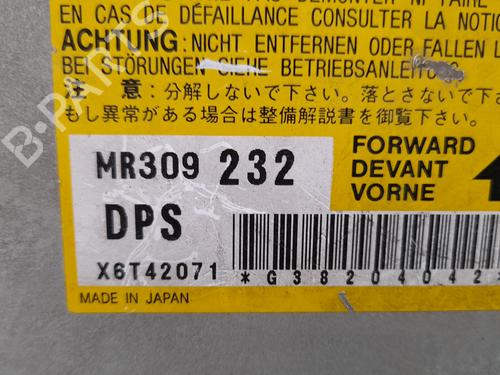 EN CAS DE DÉFAILLANCE CONSULTER LA NOTIC
ACHTUNG: NICHT ENTFERNEN ODER FALLEN L
BEI STÖRUNGEN SIEHE BETRIEBSANLEITUNG.
注 意:分解しないで下さい。落とさないで下さ
もし異常がある場合は整備解説書を御覧下さい。
MR309 232
FORWARD
DEVANT
VORNE
DPS
X6T42071
*G38204042
MADE IN JAPAN
B-PARTS